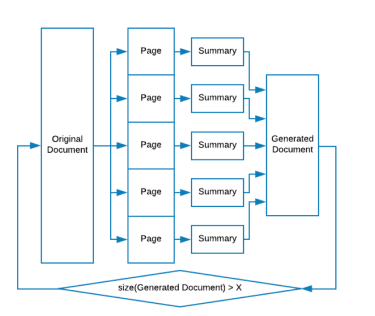 Page
Summary
Page
Summary
Original
Document
Page
Summary
Generated
Document
Page
Summary
Page
Summary
size(Generated Document) > X